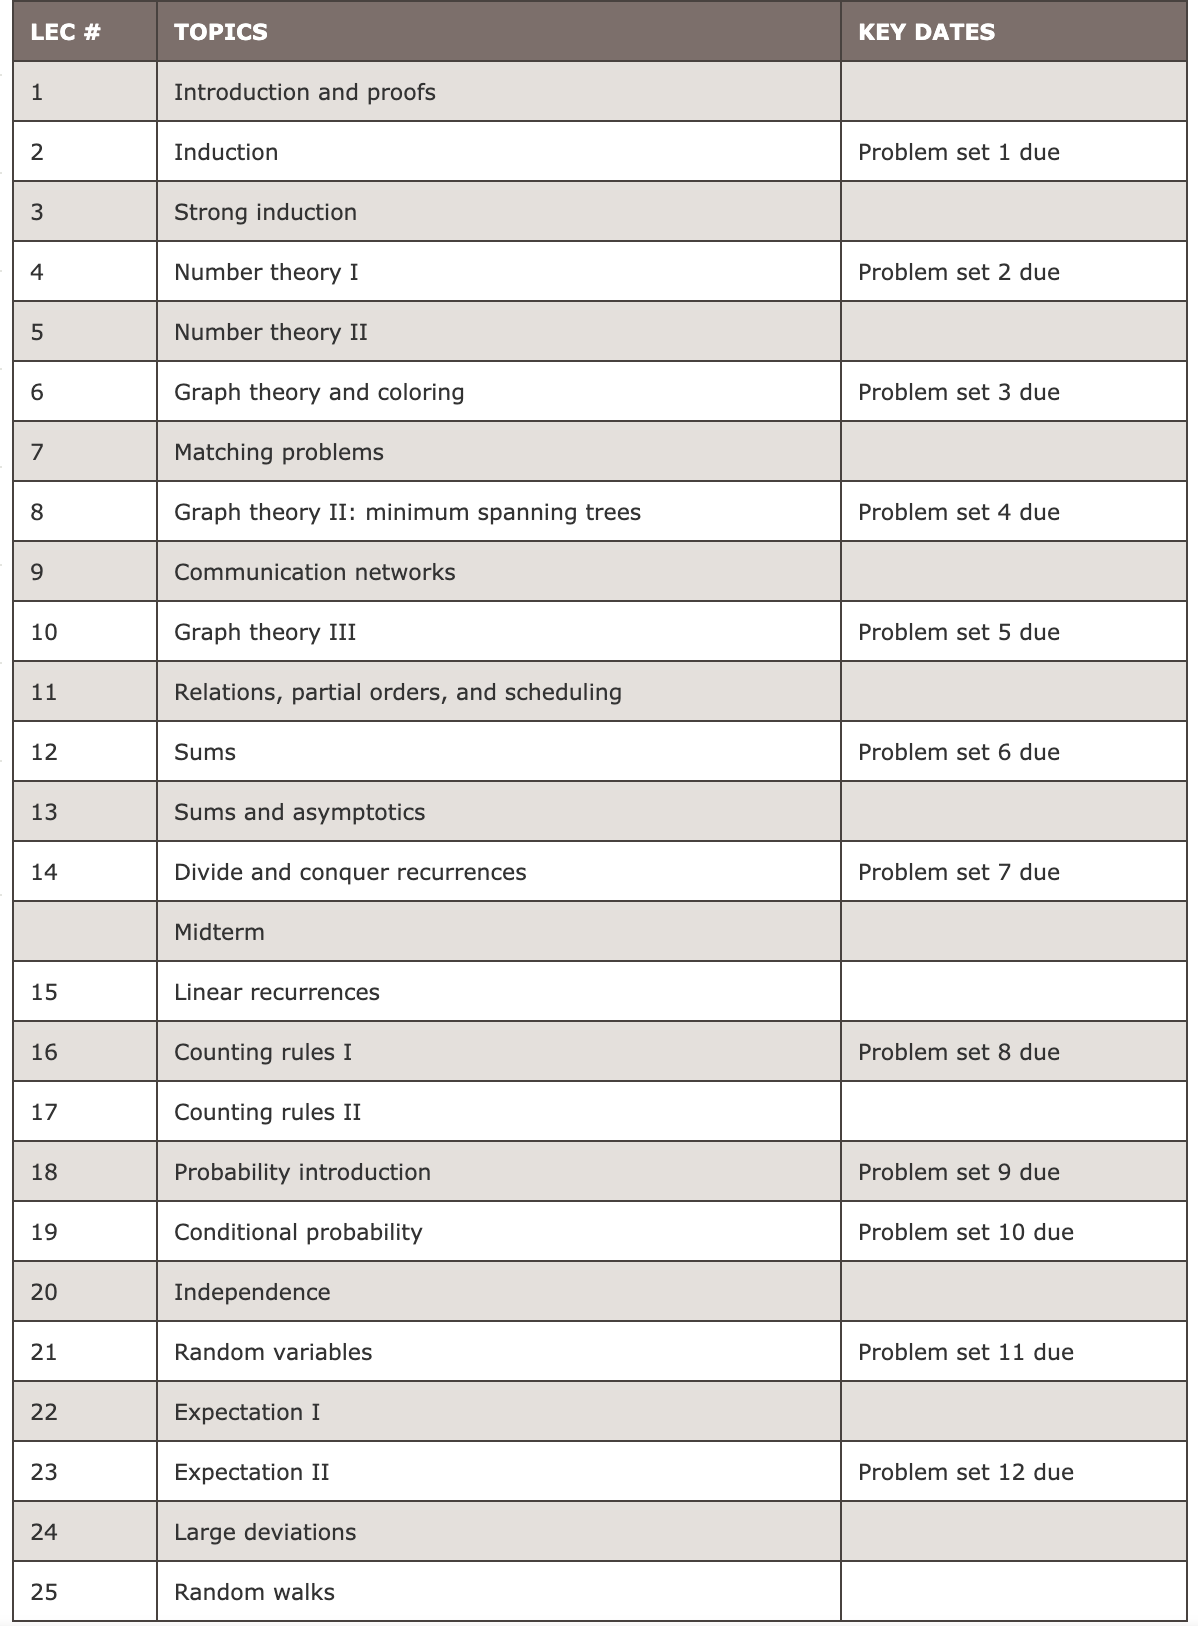 LEC # TOPICS KEY DATES
1 Introduction and proofs
2 Induction Problem set 1 due
3 Strong induction
4 Number theory I Problem set 2 due
5 Number theory II
6 Graph theory and coloring Problem set 3 due
7 Matching problems
8 Graph theory II: minimum spanning trees Problem set 4 due
9 Communication networks
10 Graph theory III Problem set 5 due
11 Relations, partial orders, and scheduling
12 Sums Problem set 6 due
13 Sums and asymptotics
14 Divide and conquer recurrences Problem set 7 due
Midterm
15 Linear recurrences
16 Counting rules I Problem set 8 due
17 Counting rules II
18 Probability introduction Problem set 9 due
19 Conditional probability Problem set 10 due
20 Independence
21 Random variables Problem set 11 due
22 Expectation I
23 Expectation II Problem set 12 due
24 Large deviations
25 Random walks